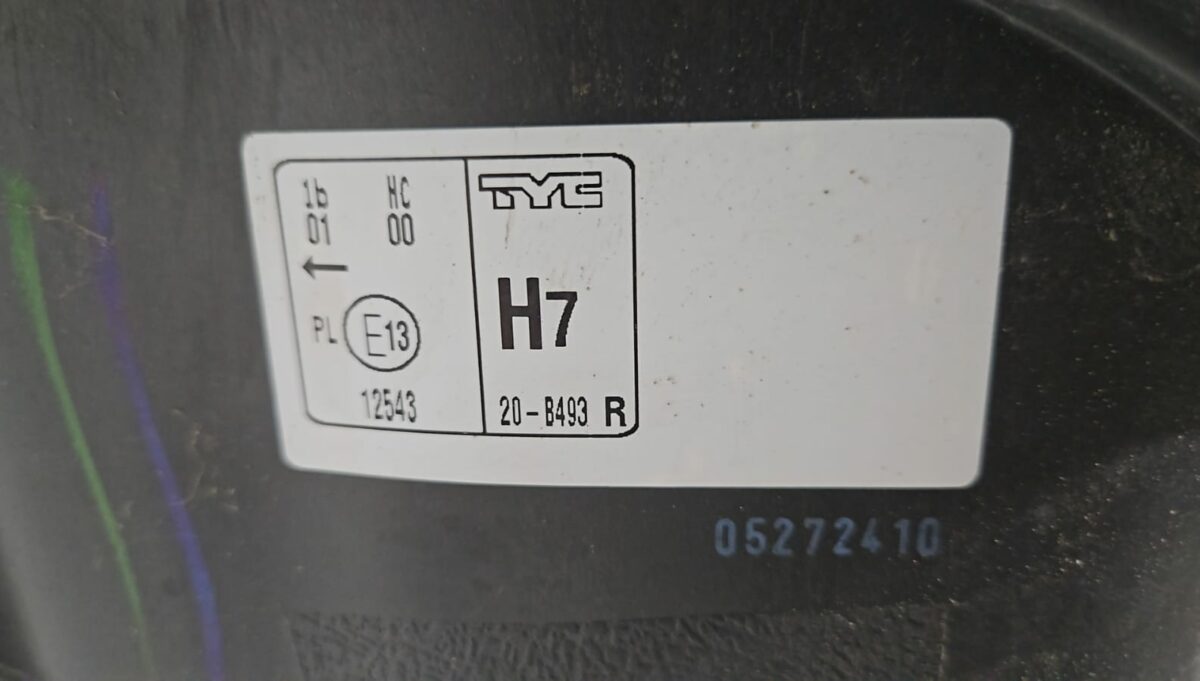 1b HC
01 00
←
PL E13
12543
TYC
H7
20-B493 R
05272410